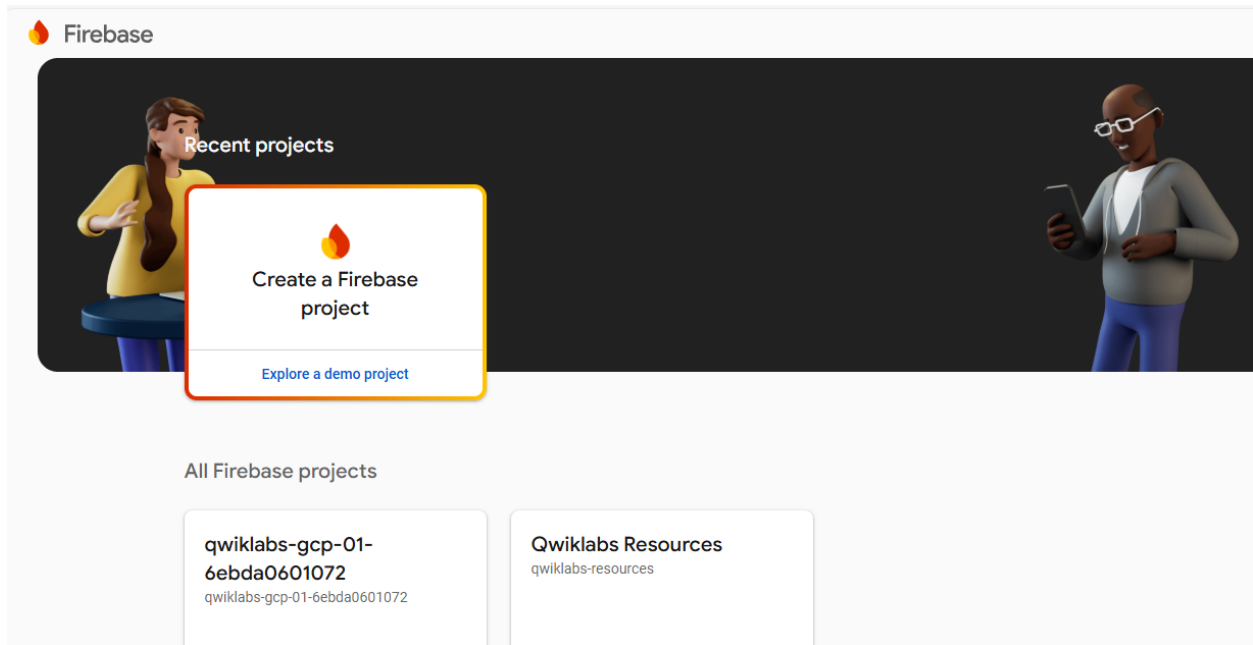 Firebase
Recent projects
Create a Firebase
project
Explore a demo project
All Firebase projects
qwiklabs-gcp-01-
6ebda0601072
qwiklabs-gcp-01-6ebda0601072
Qwiklabs Resources
qwiklabs-resources